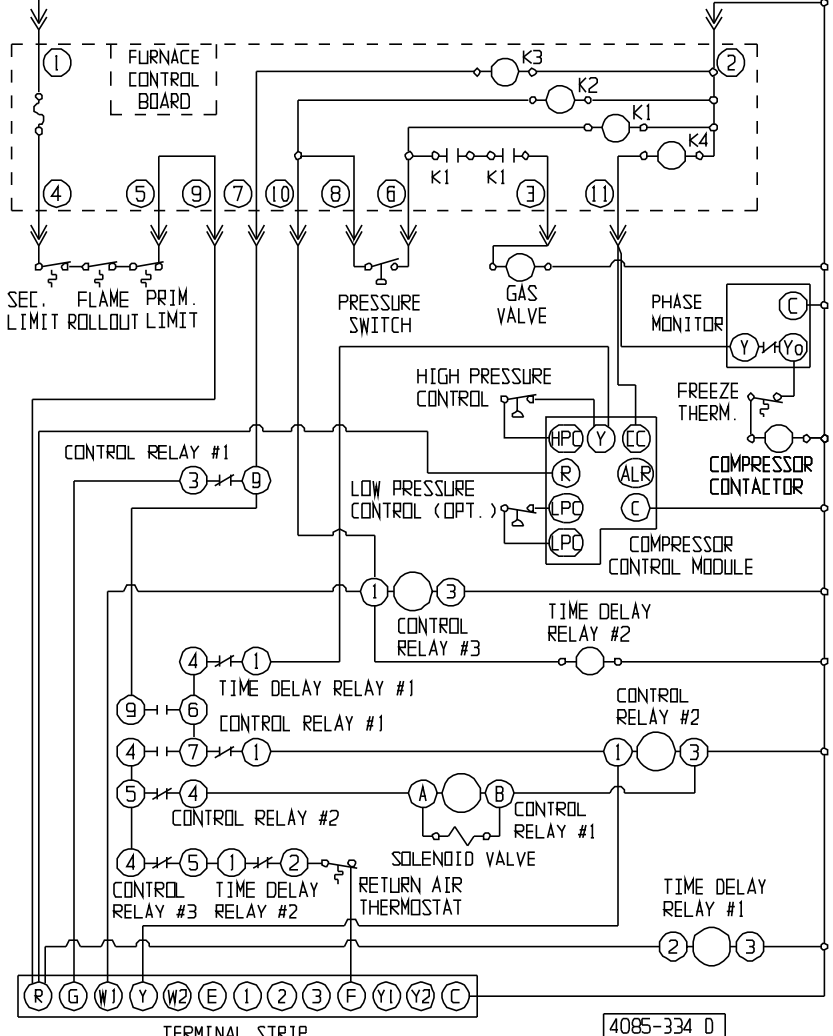 K3
1
FURNACE
CONTROL
BOARD
2
K2
K1
K4
K1 K1
4 5 9 7 10 8 6 3 11
SEC. FLAME PRIM.
LIMIT ROLLOUT LIMIT
PRESSURE
SWITCH
GAS
VALVE
PHASE
MONITOR
C
Y Yo
HIGH PRESSURE
CONTROL
FREEZE
THERM.
HPC Y CC
CONTROL RELAY #1
3 9
R ALR
COMPRESSOR
CONTACTOR
LOW PRESSURE
CONTROL (OPT.)
LPC C
LPC
COMPRESSOR
CONTROL MODULE
1 3
CONTROL
RELAY #3
TIME DELAY
RELAY #2
4 1
TIME DELAY RELAY #1
9 6
CONTROL RELAY #1
CONTROL
RELAY #2
4 7 1 1 3
5 4 A B
CONTROL RELAY #2
CONTROL
RELAY #1
SOLENOID VALVE
4 5 1 2
CONTROL
RELAY #3
TIME DELAY
RELAY #2
RETURN AIR
THERMOSTAT
TIME DELAY
RELAY #1
2 3
R G W1 Y W2 E 1 2 3 F Y1 Y2 C
TERMINAL STRIP
4085-334 D